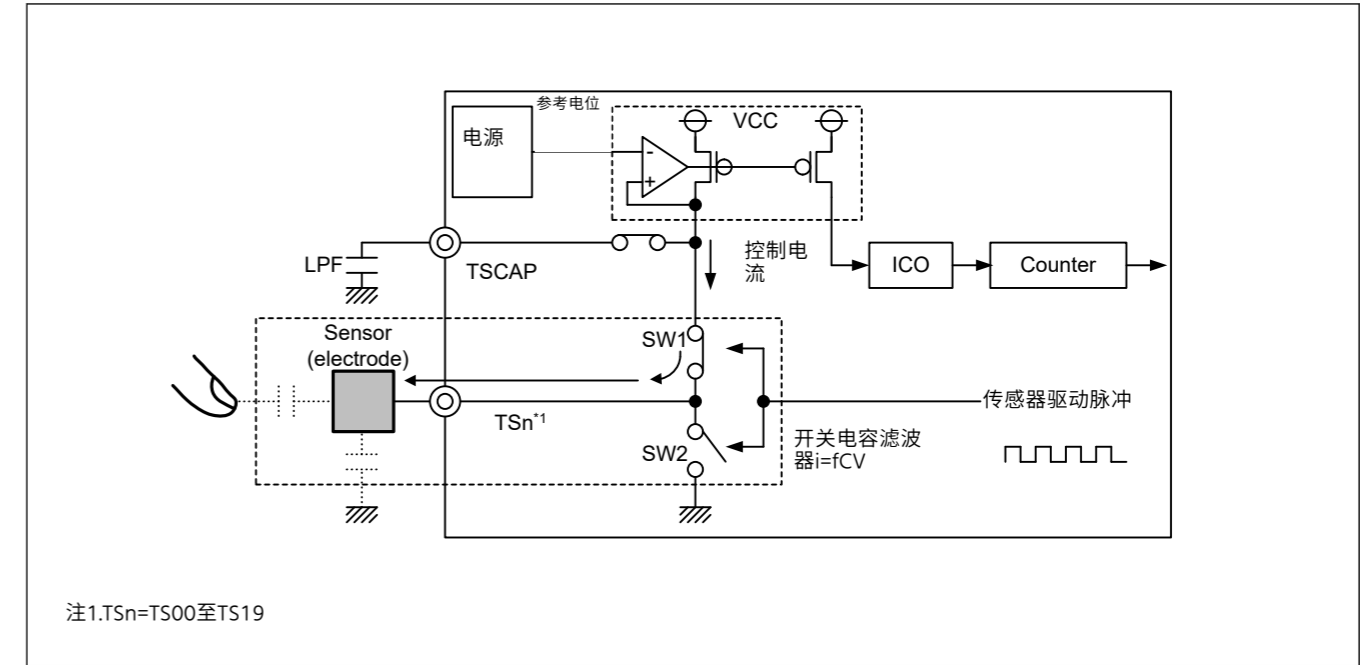 参考电位
电源
VCC
-
+
LPF
TSCAP
控制电
流
ICO
Counter
Sensor
(electrode)
SW1
TSn*1
传感器驱动脉冲
SW2
开关电容滤波
器i=fCV
注1.TSn=TS00至TS19